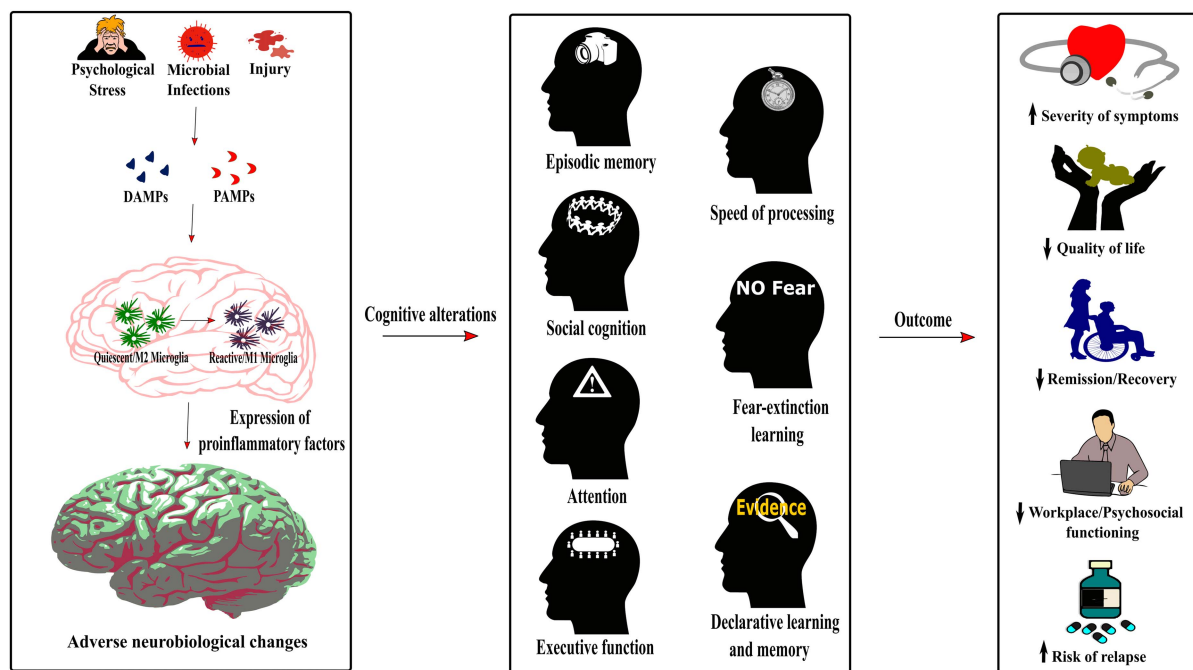 Psychological
Stress
Microbial
Infections
Injury
DAMPs
PAMPs
Quiescent/M2 Microglia
Reactive/M1 Microglia
Expression of
proinflammatory factors
Adverse neurobiological changes
Cognitive alterations
Episodic memory
Speed of processing
Social cognition
NO Fear
Fear-extinction
learning
!
Attention
Evidence
Executive function
Declarative learning
and memory
Outcome
Severity of symptoms
Quality of life
Remission/Recovery
Workplace/Psychosocial
functioning
Risk of relapse